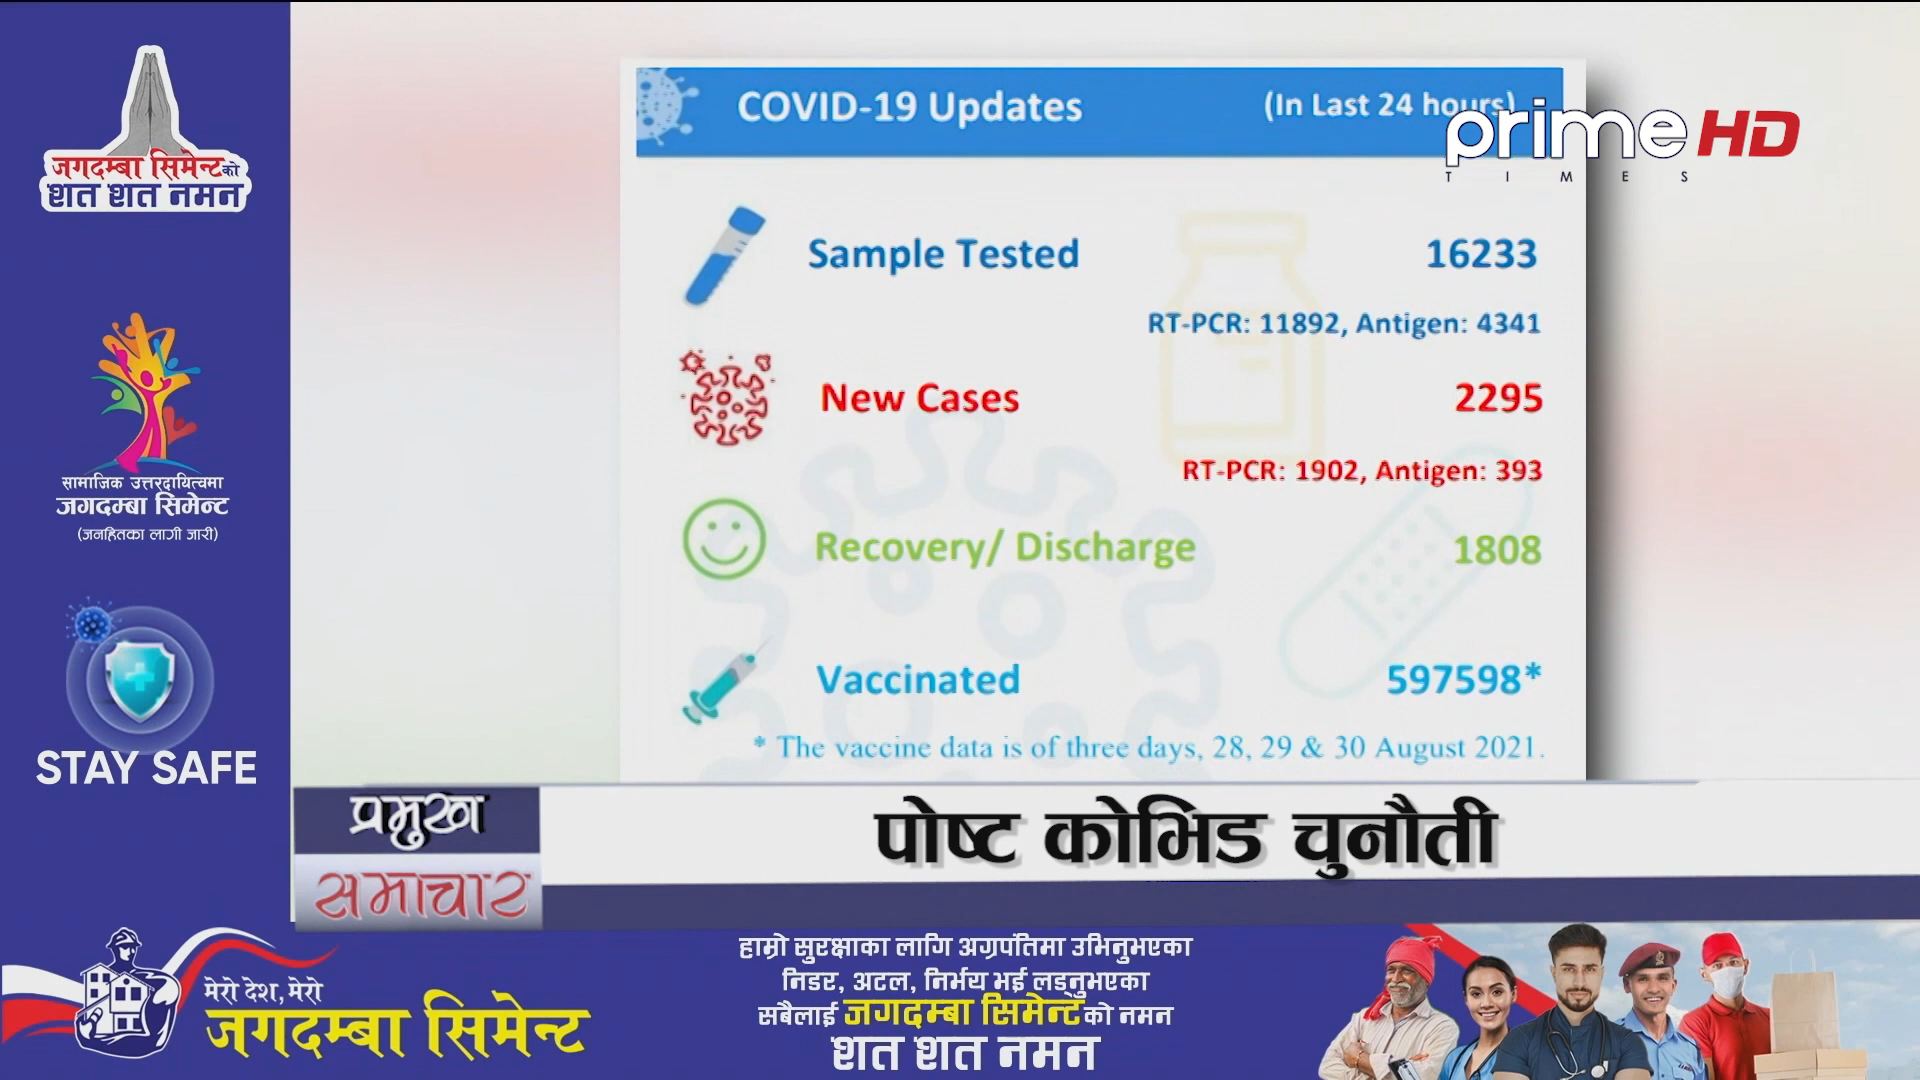 जगदम्बा सिमेन्टको
शत शत नमन
सामाजिक उत्तरदायित्वमा
जगदम्बा सिमेन्ट
(जनहितका लागी जारी)
STAY SAFE
COVID-19 Updates (In Last 24 hours)
prime HD
TIMES
Sample Tested 16233
RT-PCR: 11892, Antigen: 4341
New Cases 2295
RT-PCR: 1902, Antigen: 393
Recovery/ Discharge 1808
Vaccinated 597598*
* The vaccine data is of three days, 28, 29 & 30 August 2021.
प्रमुख
समाचार
पोष्ट कोभिड चुनौती
मेरो देश, मेरो
जगदम्बा सिमेन्ट
हाम्रो सुरक्षाका लागि अग्रपंतिमा उभिनुभएका
निडर, अटल, निर्भय भई लड्नुभएका
सबैलाई जगदम्बा सिमेन्टको नमन
शत शत नमन